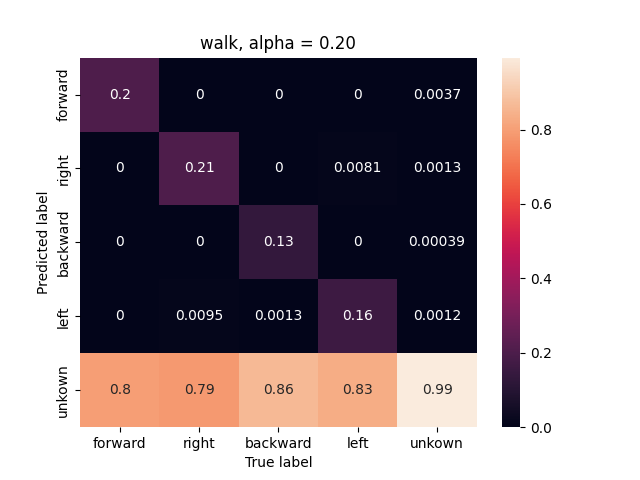 walk, alpha = 0.20
Predicted label
forward 0.2 0 0 0 0.0037
right 0 0.21 0 0.0081 0.0013
backward 0 0 0.13 0 0.00039
left 0 0.0095 0.0013 0.16 0.0012
unkown 0.8 0.79 0.86 0.83 0.99
forward right backward left unkown
True label
0.8
0.6
0.4
0.2
0.0